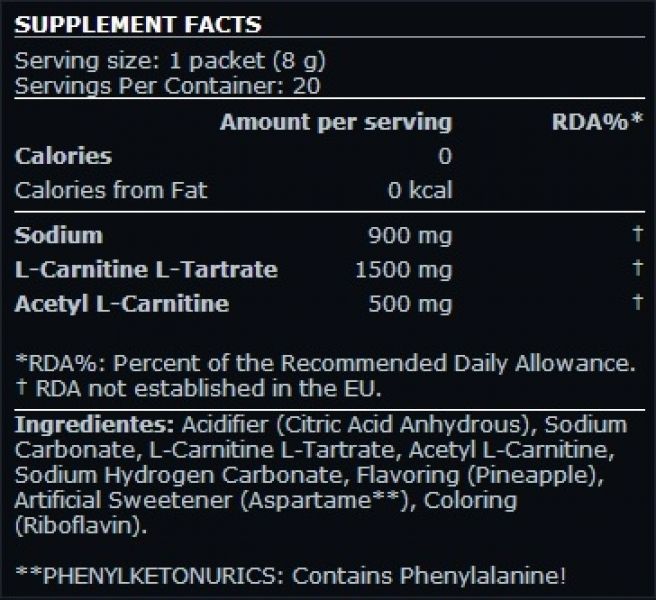 SUPPLEMENT FACTS
Serving size: 1 packet (8 g)
Servings Per Container: 20
Amount per serving RDA%*
Calories 0
Calories from Fat 0 kcal
Sodium 900 mg †
L-Carnitine L-Tartrate 1500 mg †
Acetyl L-Carnitine 500 mg †
*RDA%: Percent of the Recommended Daily Allowance.
† RDA not established in the EU.
Ingredientes: Acidifier (Citric Acid Anhydrous), Sodium
Carbonate, L-Carnitine L-Tartrate, Acetyl L-Carnitine,
Sodium Hydrogen Carbonate, Flavoring (Pineapple),
Artificial Sweetener (Aspartame**), Coloring
(Riboflavin).
**PHENYLKETONURICS: Contains Phenylalanine!